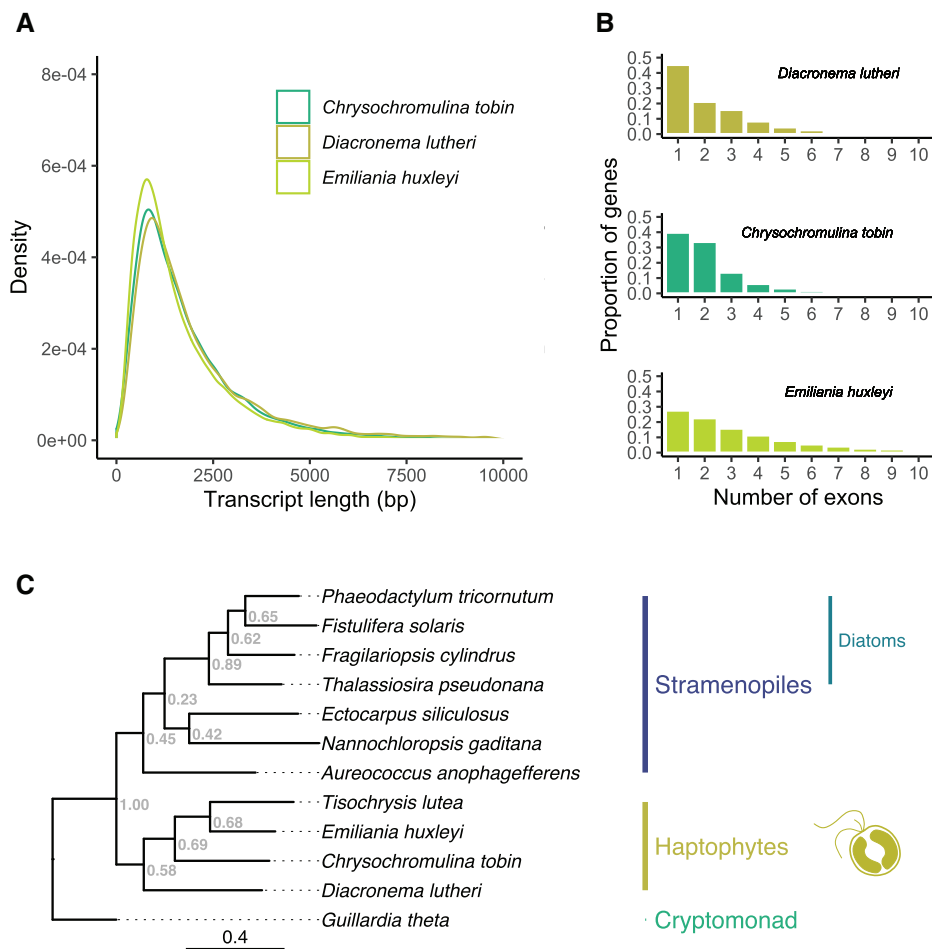 A
8e-04
6e-04
4e-04
2e-04
0e+00
Density
Chrysochromulina tobin
Diacronema lutheri
Emiliania huxleyi
0 2500 5000 7500 10000
Transcript length (bp)
B
Proportion of genes
Diacronema lutheri
0.5
0.4
0.3
0.2
0.1
0.0
1 2 3 4 5 6 7 8 9 10
Chrysochromulina tobin
0.5
0.4
0.3
0.2
0.1
0.0
1 2 3 4 5 6 7 8 9 10
Emiliania huxleyi
0.5
0.4
0.3
0.2
0.1
0.0
1 2 3 4 5 6 7 8 9 10
Number of exons
C
Phaeodactylum tricornutum
0.65
Fistulifera solaris
0.62
Fragilariopsis cylindrus
0.89
Thalassiosira pseudonana
0.23
Ectocarpus siliculosus
0.45
0.42
Nannochloropsis gaditana
Aureococcus anophagefferens
1.00
Tisochrysis lutea
0.68
Emiliania huxleyi
0.69
Chrysochromulina tobin
0.58
Diacronema lutheri
Guillardia theta
0.4
Stramenopiles
Diatoms
Haptophytes
Cryptomonad